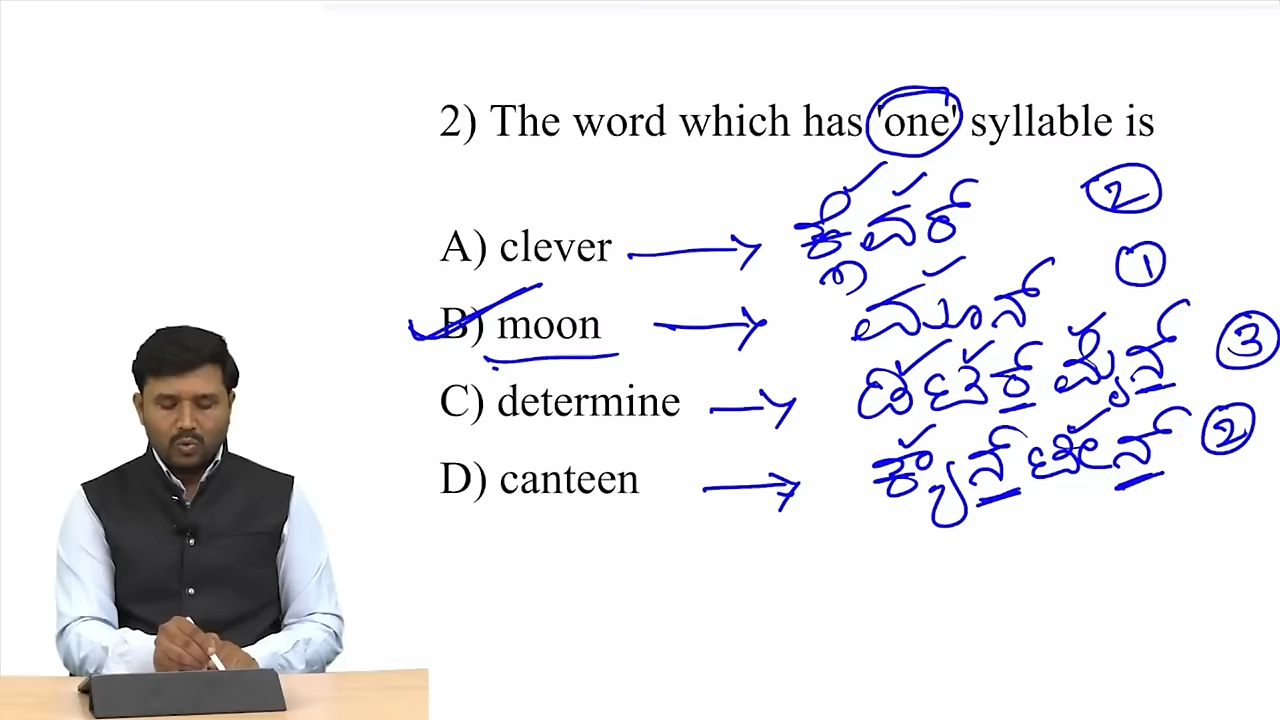 2) The word which has 'one' syllable is
A) clever → ಕ್ಲೆವರ್ 2
B) moon → ಮೂನ್ 1
C) determine → ಡಿಟರ್ಮೈನ್ 3
D) canteen → ಕ್ಯಾನ್ಟೀನ್ 2